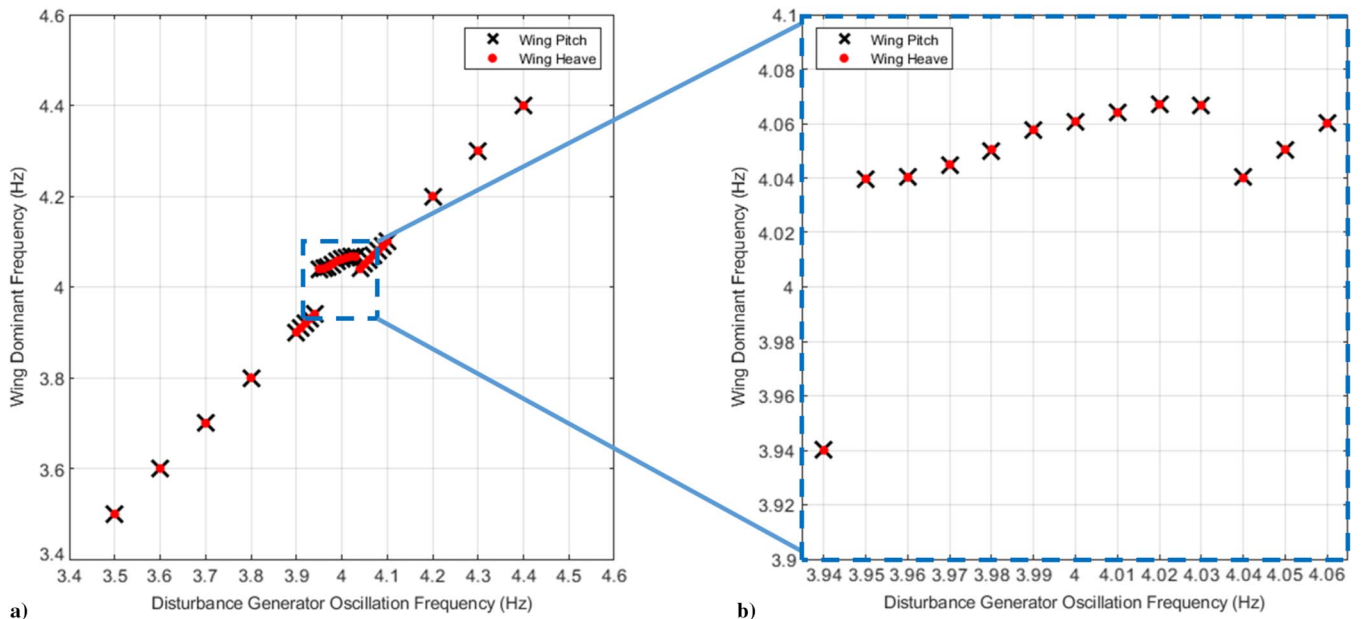 4.6
4.4
4.2
4
3.8
3.6
3.4
Wing Dominant Frequency (Hz)
Wing Pitch
Wing Heave
3.4 3.5 3.6 3.7 3.8 3.9 4 4.1 4.2 4.3 4.4 4.5 4.6
Disturbance Generator Oscillation Frequency (Hz)
a)
4.1
4.08
4.06
4.04
4.02
4
3.98
3.96
3.94
3.92
3.9
Wing Dominant Frequency (Hz)
Wing Pitch
Wing Heave
3.94 3.95 3.96 3.97 3.98 3.99 4 4.01 4.02 4.03 4.04 4.05 4.06
Disturbance Generator Oscillation Frequency (Hz)
b)